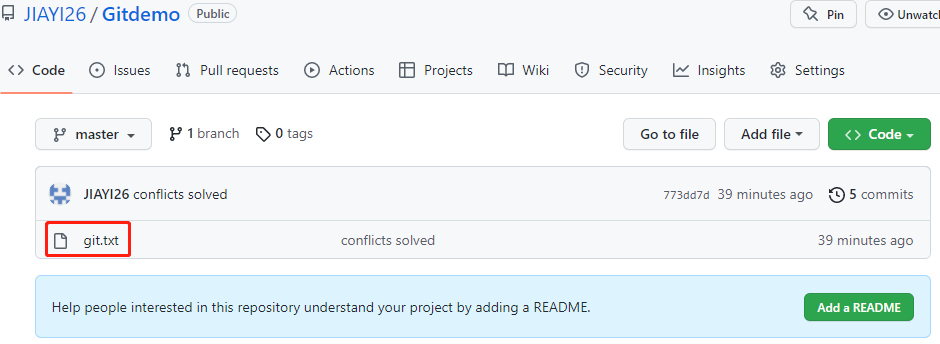 JIAYI26 / Gitdemo Public Pin Unwatc
Code Issues Pull requests Actions Projects Wiki Security Insights Settings
master 1 branch 0 tags Go to file Add file Code
JIAYI26 conflicts solved 773dd7d 39 minutes ago 5 commits
git.txt conflicts solved 39 minutes ago
Help people interested in this repository understand your project by adding a README. Add a README